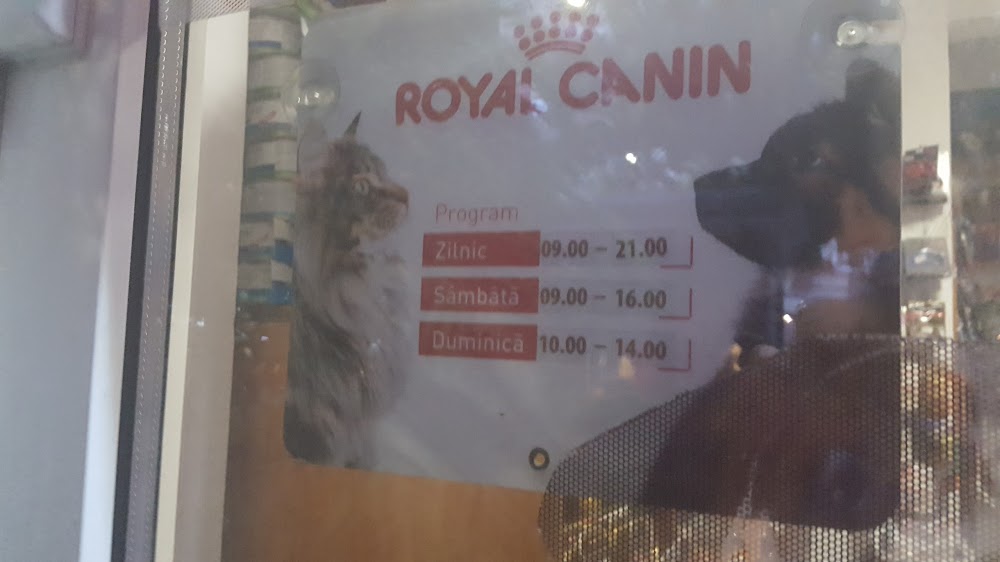 ROYAL CANIN
Program
Zilnic 09.00 – 21.00
Sâmbătă 09.00 – 16.00
Duminică 10.00 – 14.00